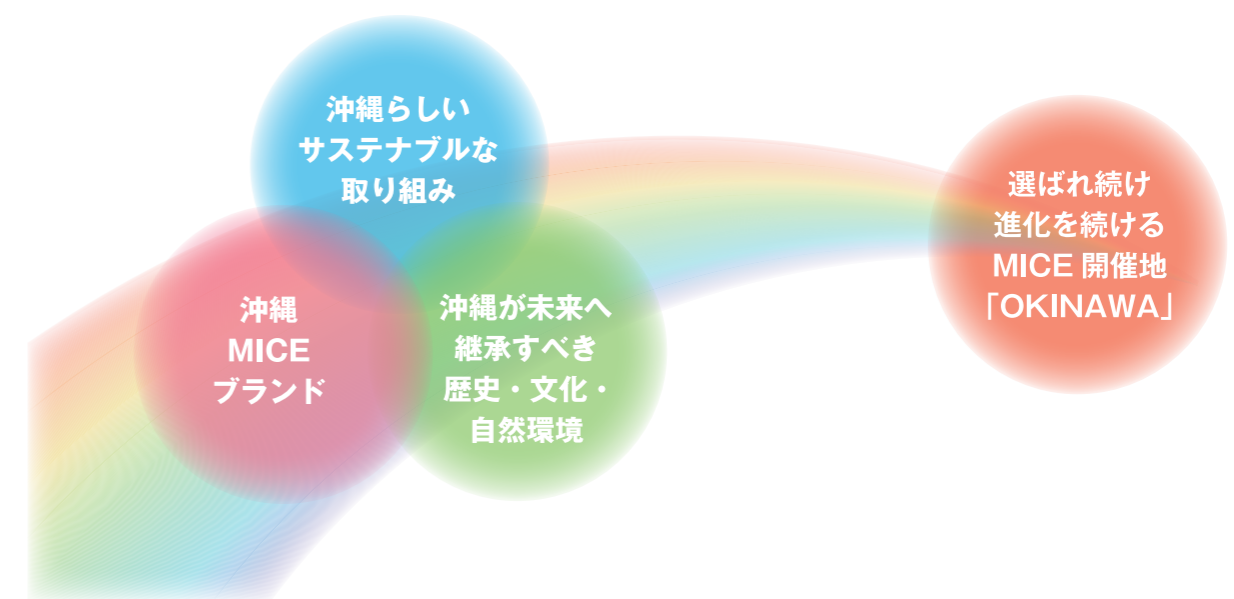 沖縄らしい
サステナブルな
取り組み
沖縄
MICE
ブランド
沖縄が未来へ
継承すべき
歴史・文化・
自然環境
選ばれ続け
進化を続ける
MICE 開催地
「OKINAWA」